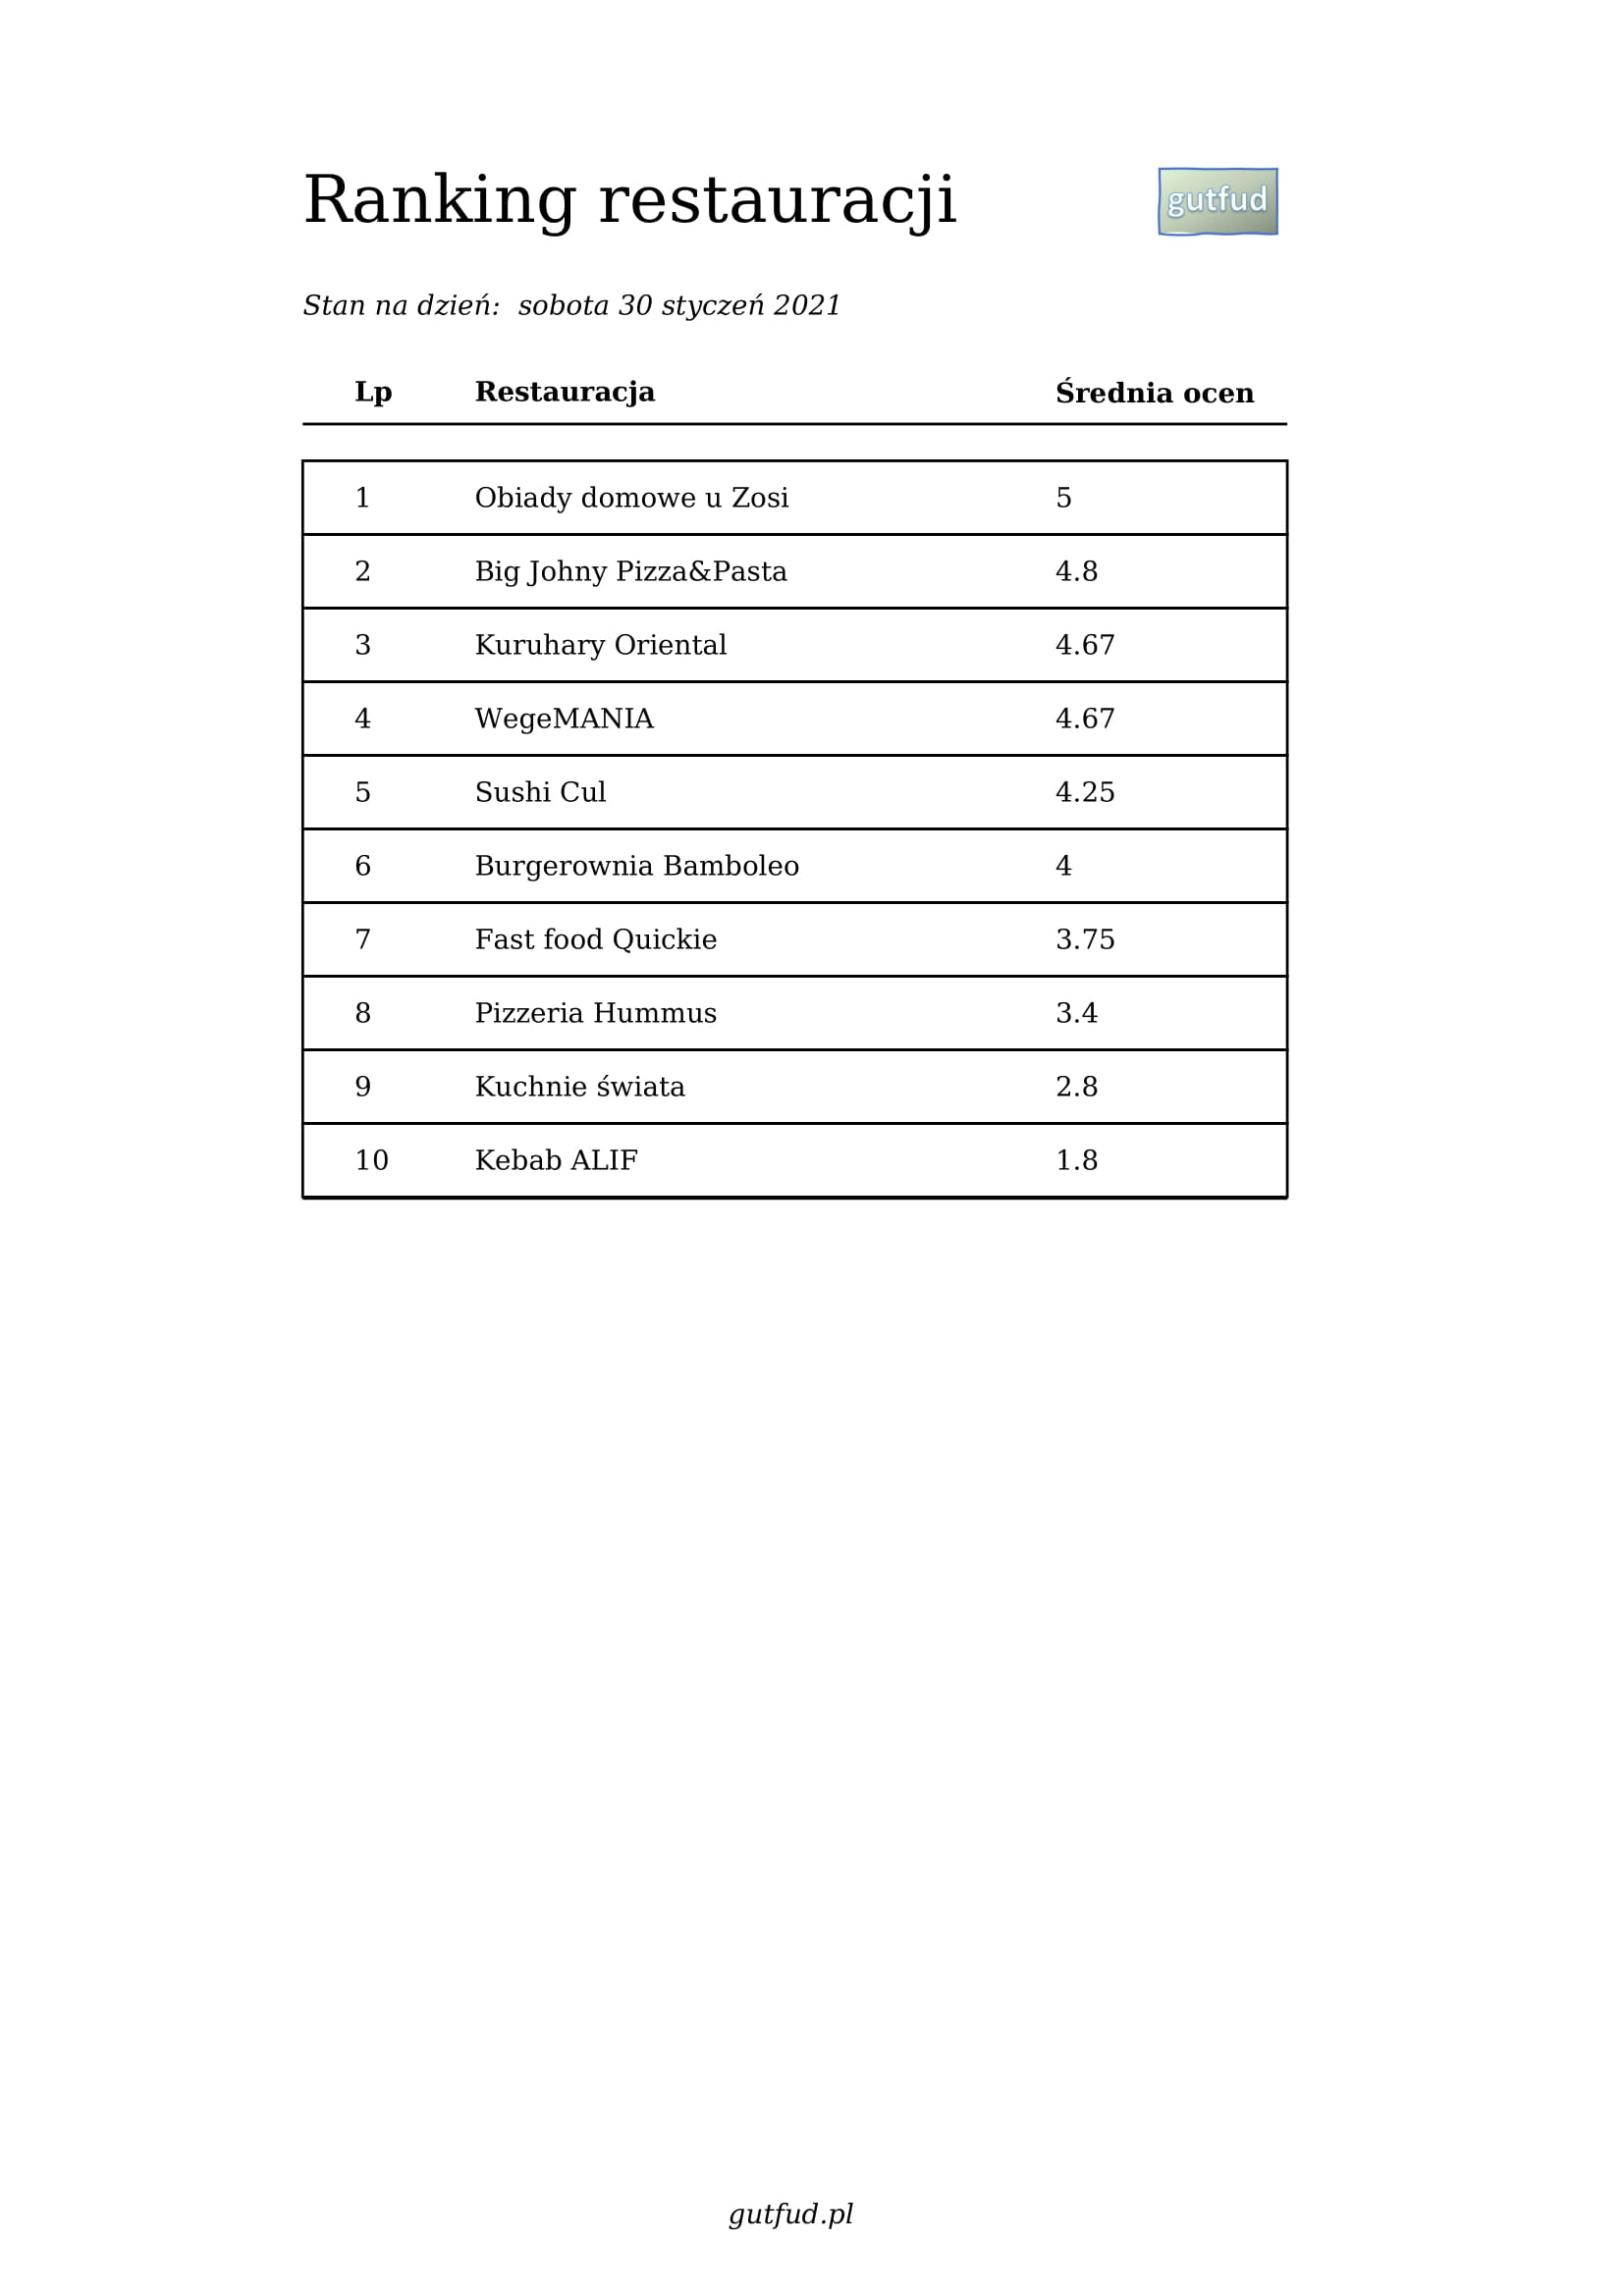 Ranking restauracji
gutfud
Stan na dzień: sobota 30 styczeń 2021
Lp Restauracja Średnia ocen
1 Obiady domowe u Zosi 5
2 Big Johny Pizza&Pasta 4.8
3 Kuruhary Oriental 4.67
4 WegeMANIA 4.67
5 Sushi Cul 4.25
6 Burgerownia Bamboleo 4
7 Fast food Quickie 3.75
8 Pizzeria Hummus 3.4
9 Kuchnie świata 2.8
10 Kebab ALIF 1.8
gutfud.pl